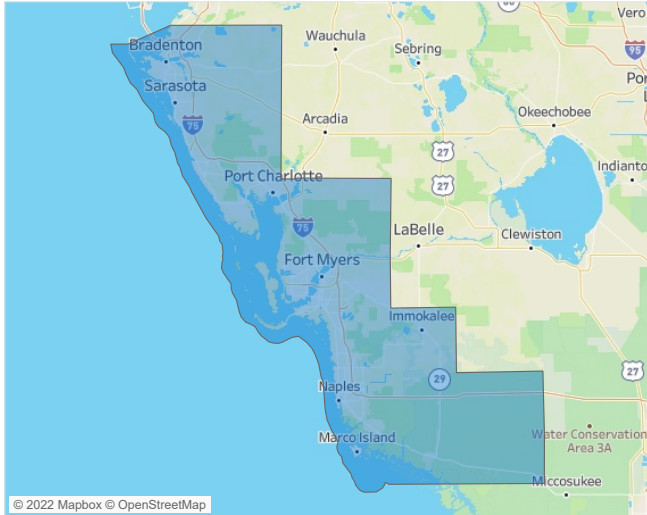 Vero
Wauchula
95
Bradenton
Sebring
Sarasota
Okeechobee
Arcadia
75
27
Indianto
Port Charlotte
27
75
LaBelle
Clewiston
Fort Myers
Immokalee
27
29
Naples
Marco Island
Water Conservation
Area 3A
Miccosukee
© 2022 Mapbox © OpenStreetMap